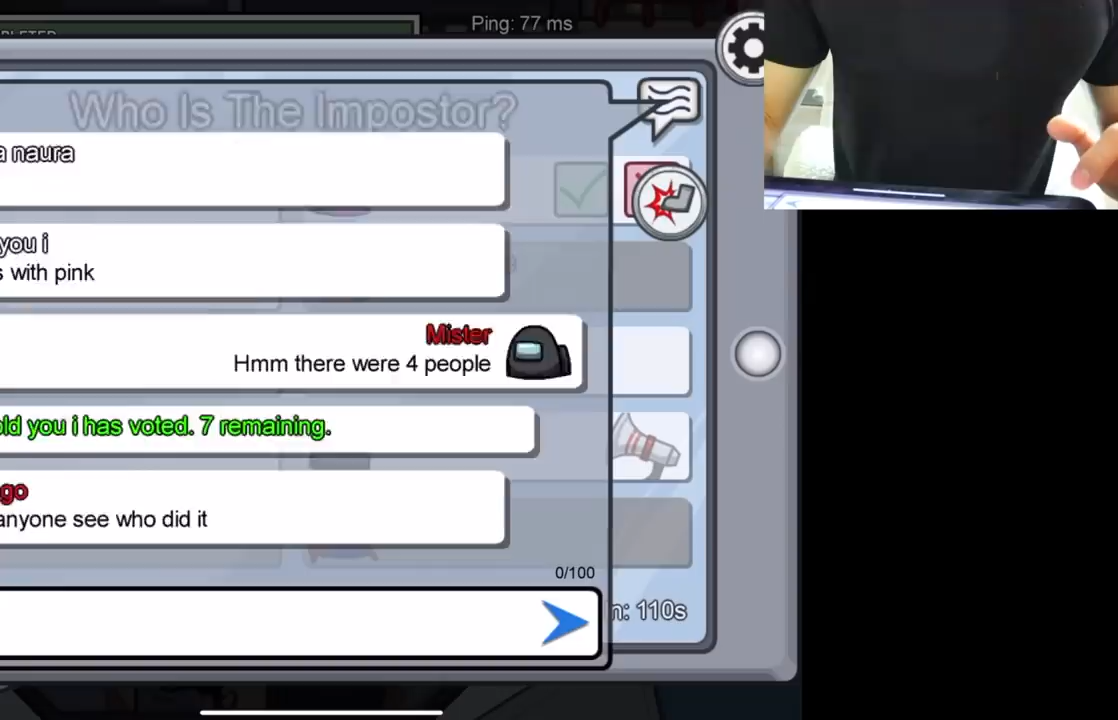 Ping: 77 ms
Who Is The Impostor?
a naura
you i
s with pink
Mister
Hmm there were 4 people
old you i has voted. 7 remaining.
go
anyone see who did it
0/100
n: 110s